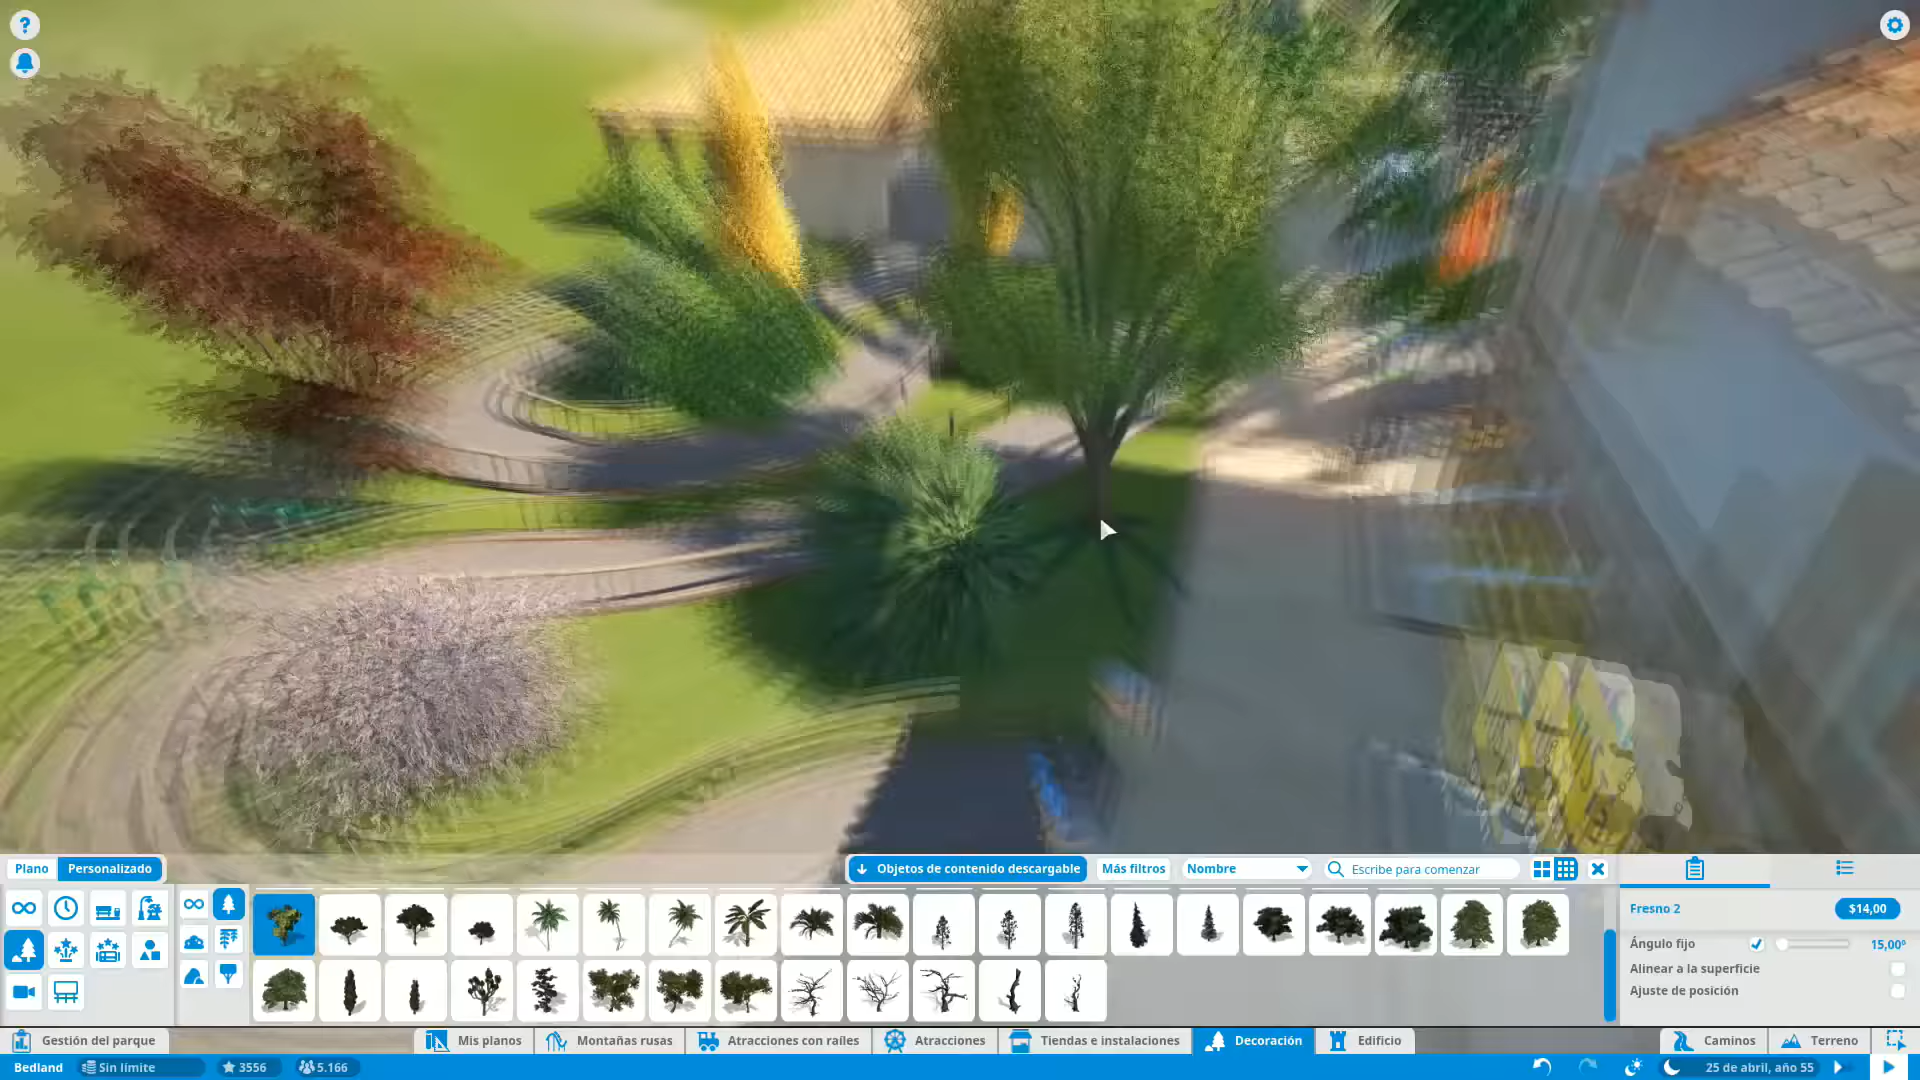 ?
Plano
Personalizado
Objetos de contenido descargable
Más filtros
Nombre
Escribe para comenzar
Fresno 2
$14,00
Ángulo fijo
15,00º
Alinear a la superficie
Ajuste de posición
Gestión del parque
Mis planos
Montañas rusas
Atracciones con raíles
Atracciones
Tiendas e instalaciones
Decoración
Edificio
Caminos
Terreno
Bedland
Sin límite
3556
5.166
25 de abril, año 55